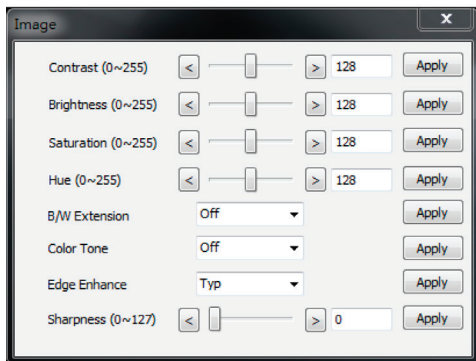 Image x
Contrast (0~255) < > 128 Apply
Brightness (0~255) < > 128 Apply
Saturation (0~255) < > 128 Apply
Hue (0~255) < > 128 Apply
B/W Extension Off Apply
Color Tone Off Apply
Edge Enhance Typ Apply
Sharpness (0~127) < > 0 Apply